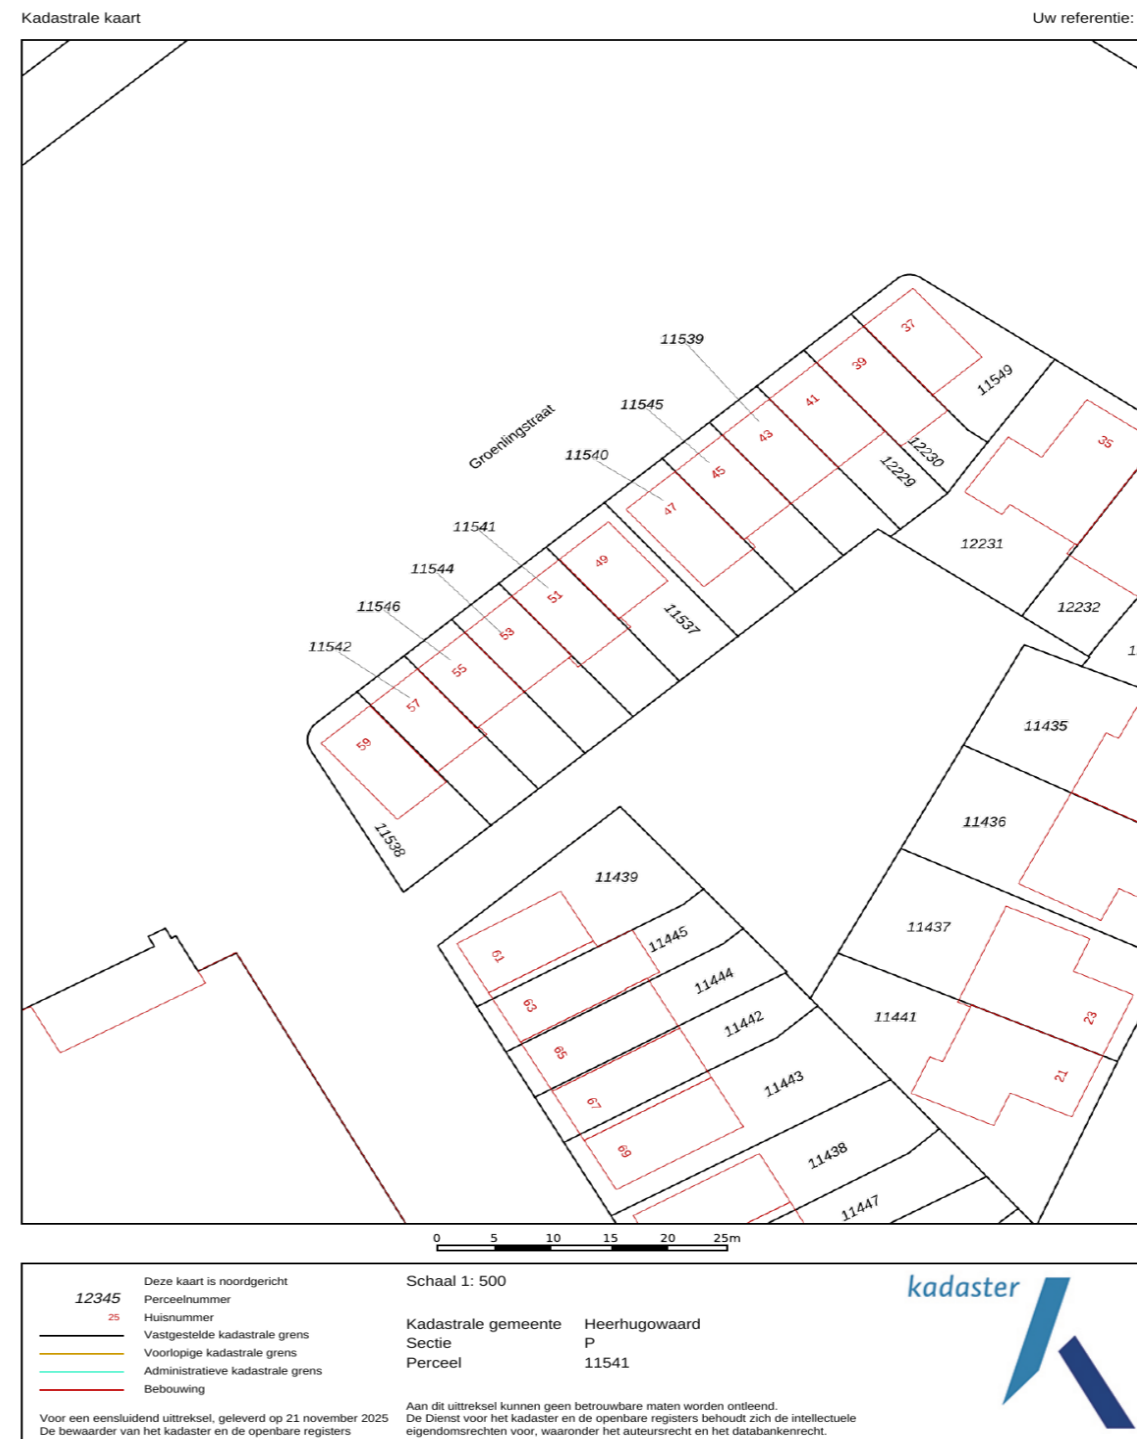 Kadastrale kaart
Uw referentie:
37
11539
39
11549
41
11545
Groenlingstraat
43
35
11540
45
12230
12229
47
11541
12231
49
11544
51
11546
12232
11537
53
11542
55
57
11435
59
11436
11538
11439
11437
61
11445
11444
63
11442
11441
23
65
21
11443
67
69
11438
11447
0 5 10 15 20 25m
Deze kaart is noordgericht
12345 Perceelnummer
25 Huisnummer
Vastgestelde kadastrale grens
Voorlopige kadastrale grens
Administratieve kadastrale grens
Bebouwing
Voor een eensluidend uittreksel, geleverd op 21 november 2025
De bewaarder van het kadaster en de openbare registers
Schaal 1: 500
Kadastrale gemeente Heerhugowaard
Sectie P
Perceel 11541
Aan dit uittreksel kunnen geen betrouwbare maten worden ontleend.
De Dienst voor het kadaster en de openbare registers behoudt zich de intellectuele
eigendomsrechten voor, waaronder het auteursrecht en het databankenrecht.
kadaster